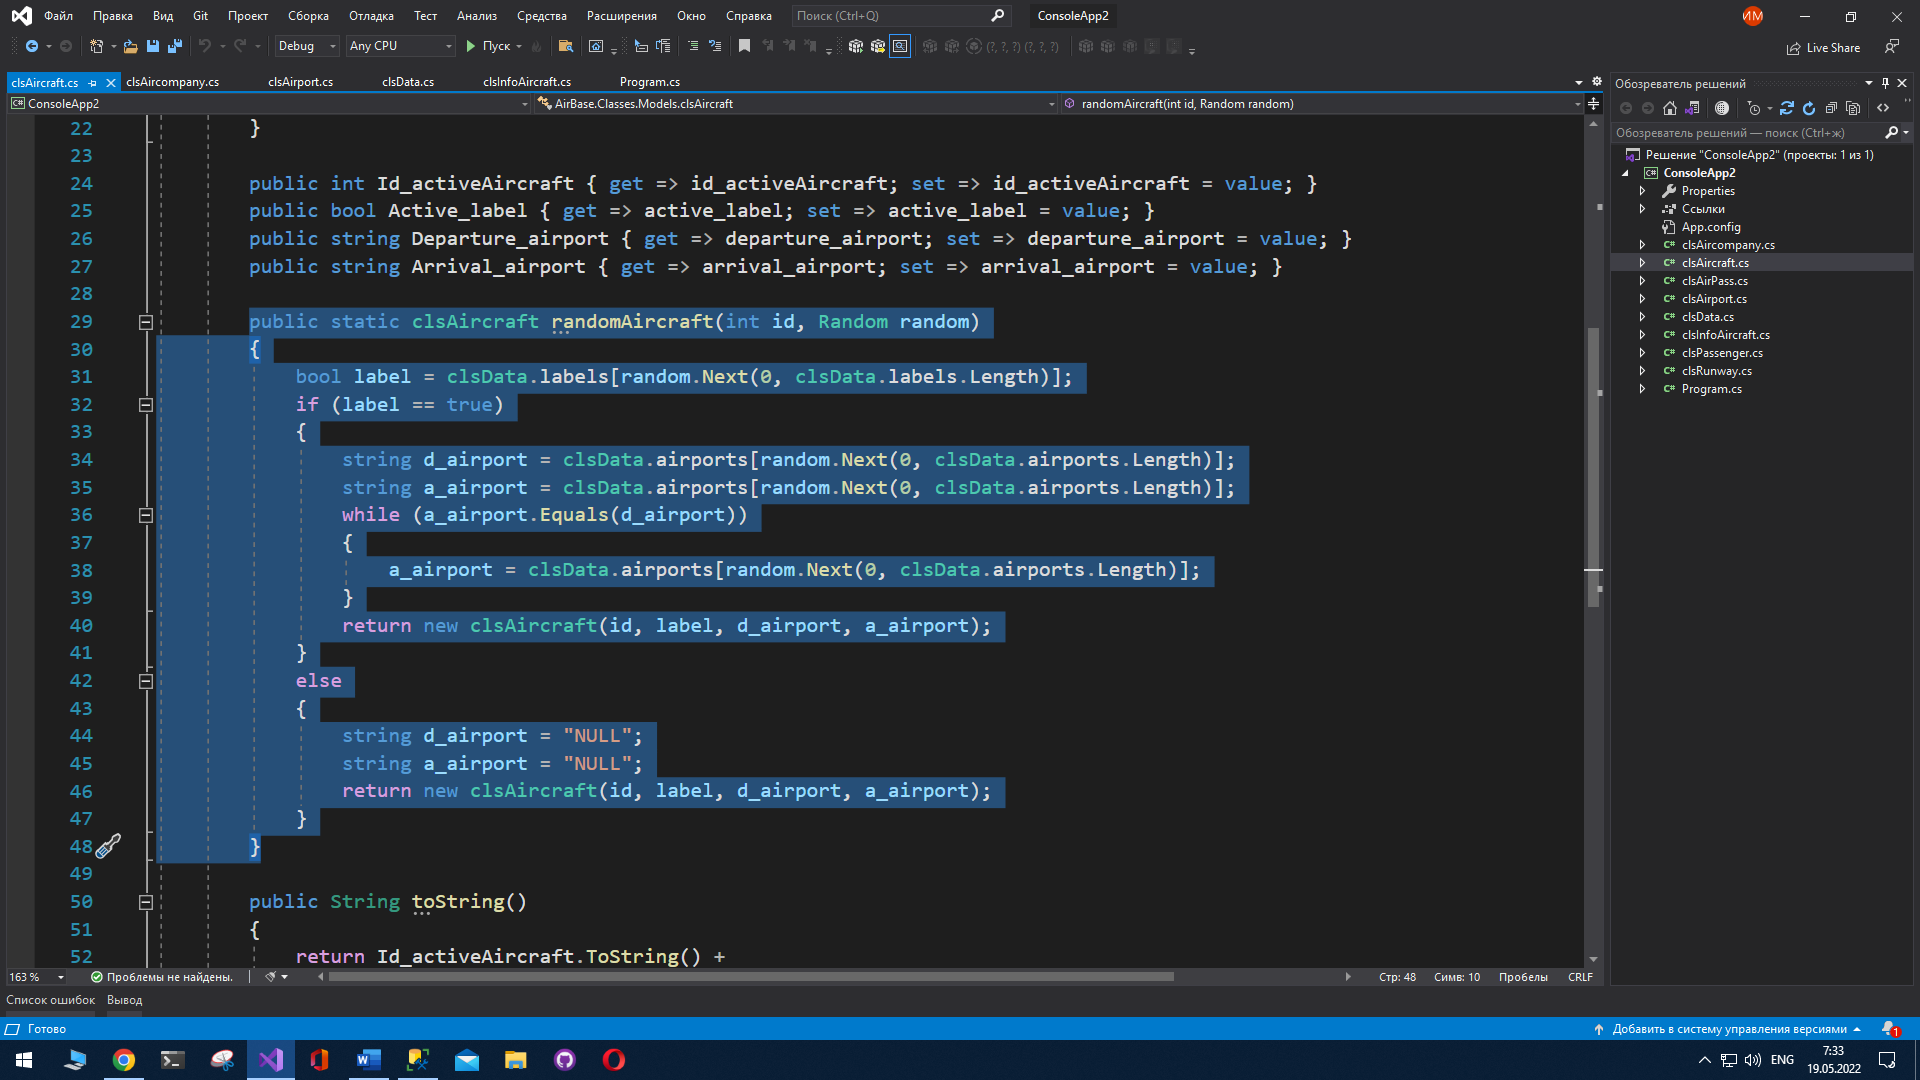 Файл Правка Вид Git Проект Сборка Отладка Тест Анализ Средства Расширения Окно Справка Поиск (Ctrl+Q) ConsoleApp2 ИМ
Debug Any CPU Пуск (?, ?, ?) (?, ?, ?) Live Share
clsAircraft.cs clsAircompany.cs clsAirport.cs clsData.cs clsInfoAircraft.cs Program.cs
C# ConsoleApp2 AirBase.Classes.Models.clsAircraft randomAircraft(int id, Random random)
22 }
23
24 public int Id_activeAircraft { get => id_activeAircraft; set => id_activeAircraft = value; }
25 public bool Active_label { get => active_label; set => active_label = value; }
26 public string Departure_airport { get => departure_airport; set => departure_airport = value; }
27 public string Arrival_airport { get => arrival_airport; set => arrival_airport = value; }
28
29 public static clsAircraft randomAircraft(int id, Random random)
30 {
31 bool label = clsData.labels[random.Next(0, clsData.labels.Length)];
32 if (label == true)
33 {
34 string d_airport = clsData.airports[random.Next(0, clsData.airports.Length)];
35 string a_airport = clsData.airports[random.Next(0, clsData.airports.Length)];
36 while (a_airport.Equals(d_airport))
37 {
38 a_airport = clsData.airports[random.Next(0, clsData.airports.Length)];
39 }
40 return new clsAircraft(id, label, d_airport, a_airport);
41 }
42 else
43 {
44 string d_airport = "NULL";
45 string a_airport = "NULL";
46 return new clsAircraft(id, label, d_airport, a_airport);
47 }
48 }
49
50 public String toString()
51 {
52 return Id_activeAircraft.ToString() +
163 % Проблемы не найдены. Стр: 48 Симв: 10 Пробелы CRLF
Список ошибок Вывод
Обозреватель решений
Обозреватель решений — поиск (Ctrl+ж)
Решение "ConsoleApp2" (проекты: 1 из 1)
C# ConsoleApp2
Properties
Ссылки
App.config
C# clsAircompany.cs
C# clsAircraft.cs
C# clsAirPass.cs
C# clsAirport.cs
C# clsData.cs
C# clsInfoAircraft.cs
C# clsPassenger.cs
C# clsRunway.cs
C# Program.cs
Готово Добавить в систему управления версиями 1
ENG 7:33
19.05.2022